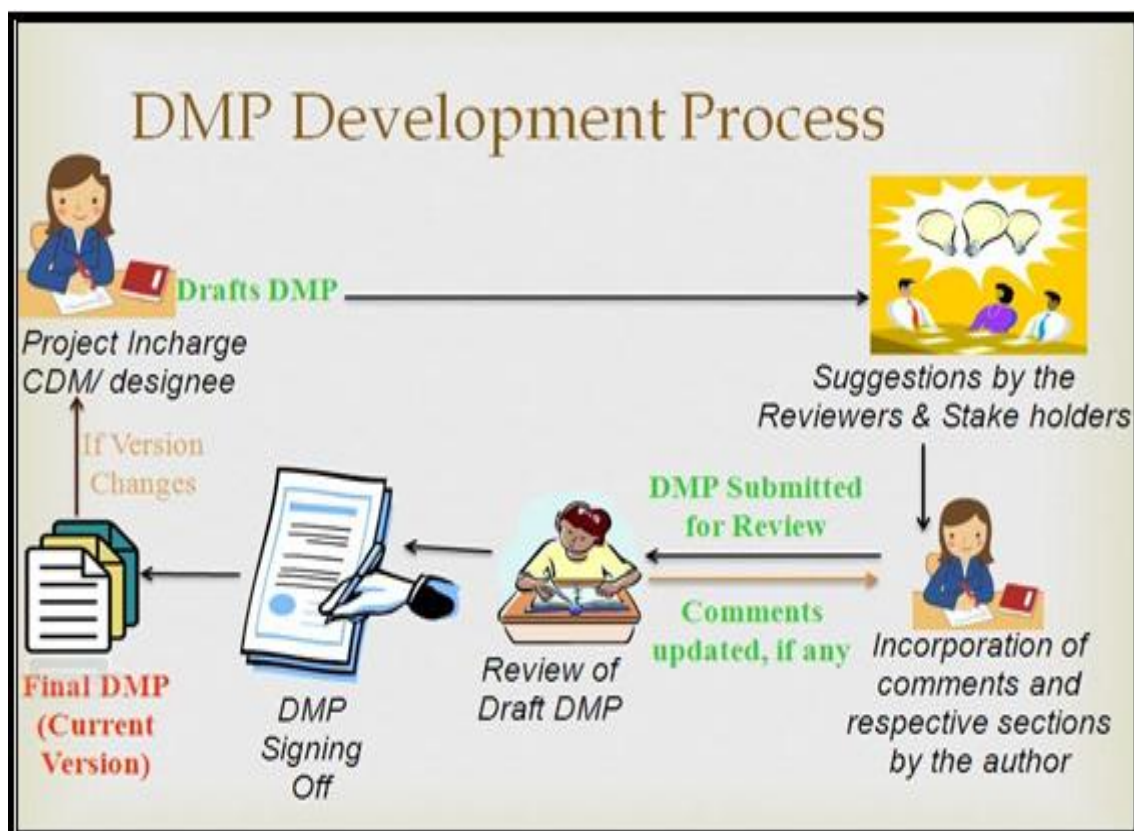 DMP Development Process
Drafts DMP
Project Incharge
CDM/ designee
Suggestions by the
Reviewers & Stake holders
If Version
Changes
DMP Submitted
for Review
Comments
updated, if any
Incorporation of
comments and
respective sections
by the author
Review of
Draft DMP
DMP
Signing
Off
Final DMP
(Current
Version)